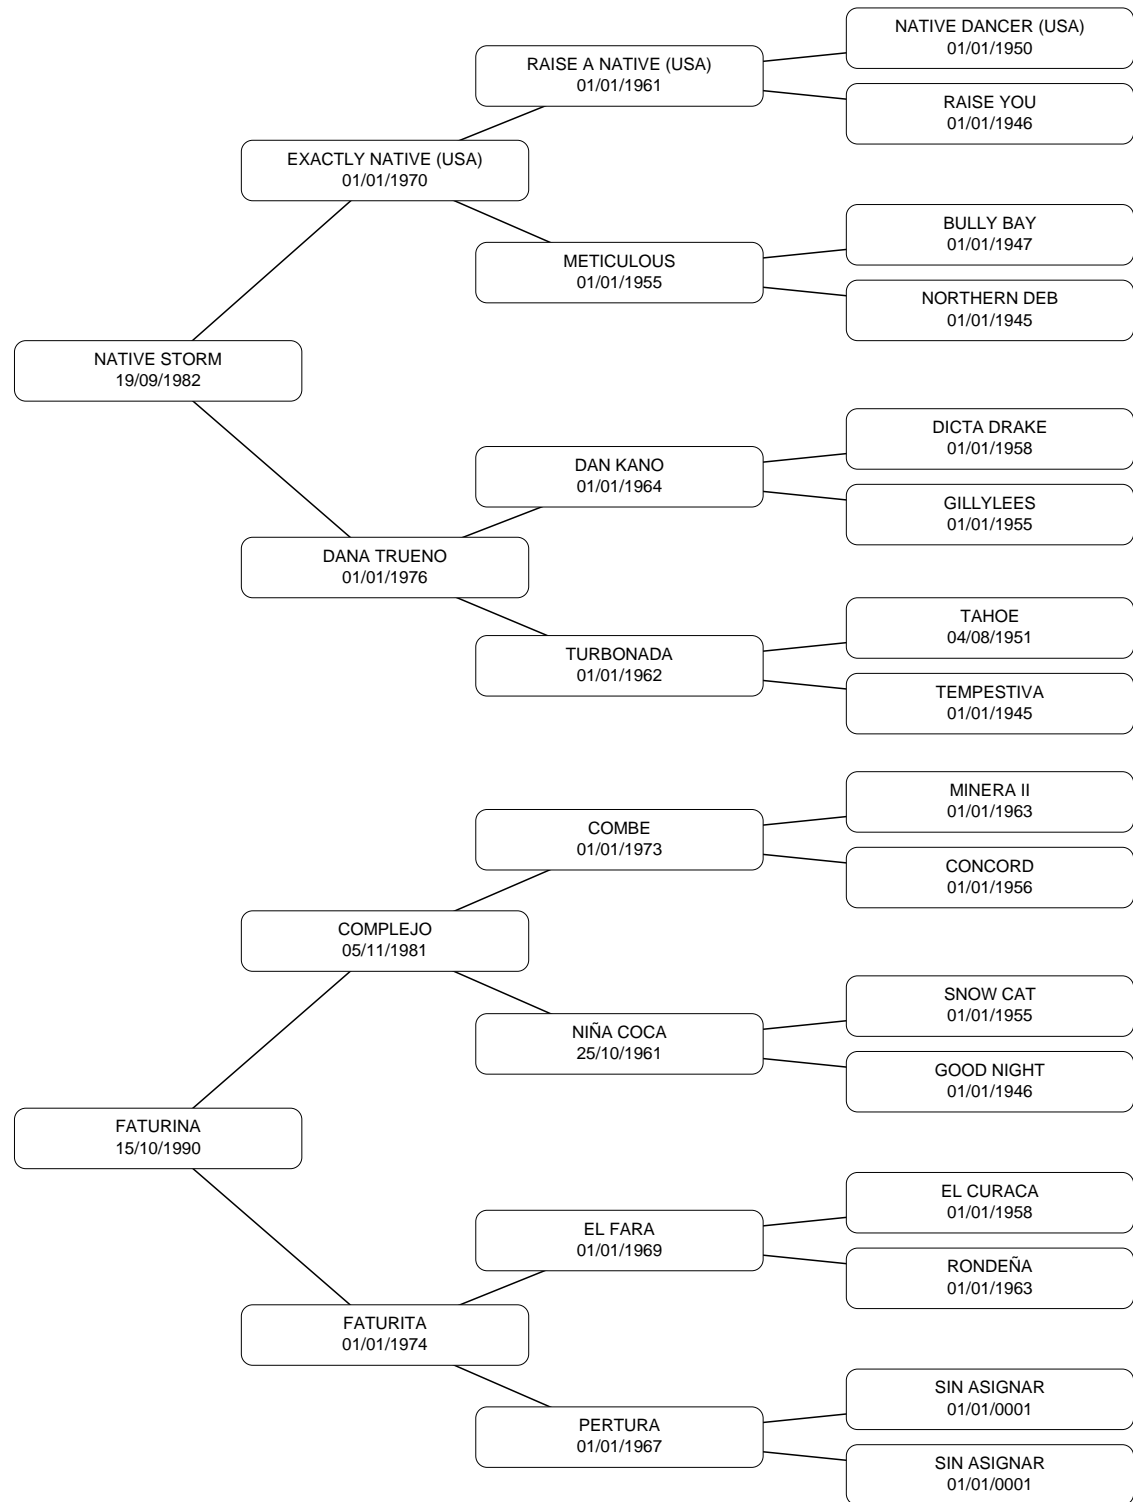 NATIVE DANCER (USA)
01/01/1950
RAISE A NATIVE (USA)
01/01/1961
RAISE YOU
01/01/1946
EXACTLY NATIVE (USA)
01/01/1970
BULLY BAY
01/01/1947
METICULOUS
01/01/1955
NORTHERN DEB
01/01/1945
NATIVE STORM
19/09/1982
DICTA DRAKE
01/01/1958
DAN KANO
01/01/1964
GILLYLEES
01/01/1955
DANA TRUENO
01/01/1976
TAHOE
04/08/1951
TURBONADA
01/01/1962
TEMPESTIVA
01/01/1945
MINERA II
01/01/1963
COMBE
01/01/1973
CONCORD
01/01/1956
COMPLEJO
05/11/1981
SNOW CAT
01/01/1955
NIÑA COCA
25/10/1961
GOOD NIGHT
01/01/1946
FATURINA
15/10/1990
EL CURACA
01/01/1958
EL FARA
01/01/1969
RONDEÑA
01/01/1963
FATURITA
01/01/1974
SIN ASIGNAR
01/01/0001
PERTURA
01/01/1967
SIN ASIGNAR
01/01/0001